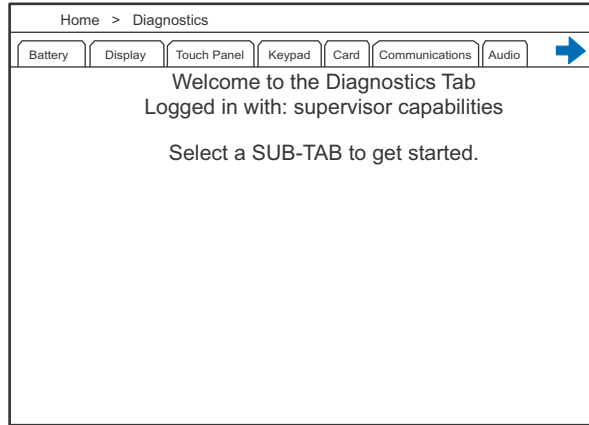 Home > Diagnostics
Battery Display Touch Panel Keypad Card Communications Audio
Welcome to the Diagnostics Tab
Logged in with: supervisor capabilities
Select a SUB-TAB to get started.